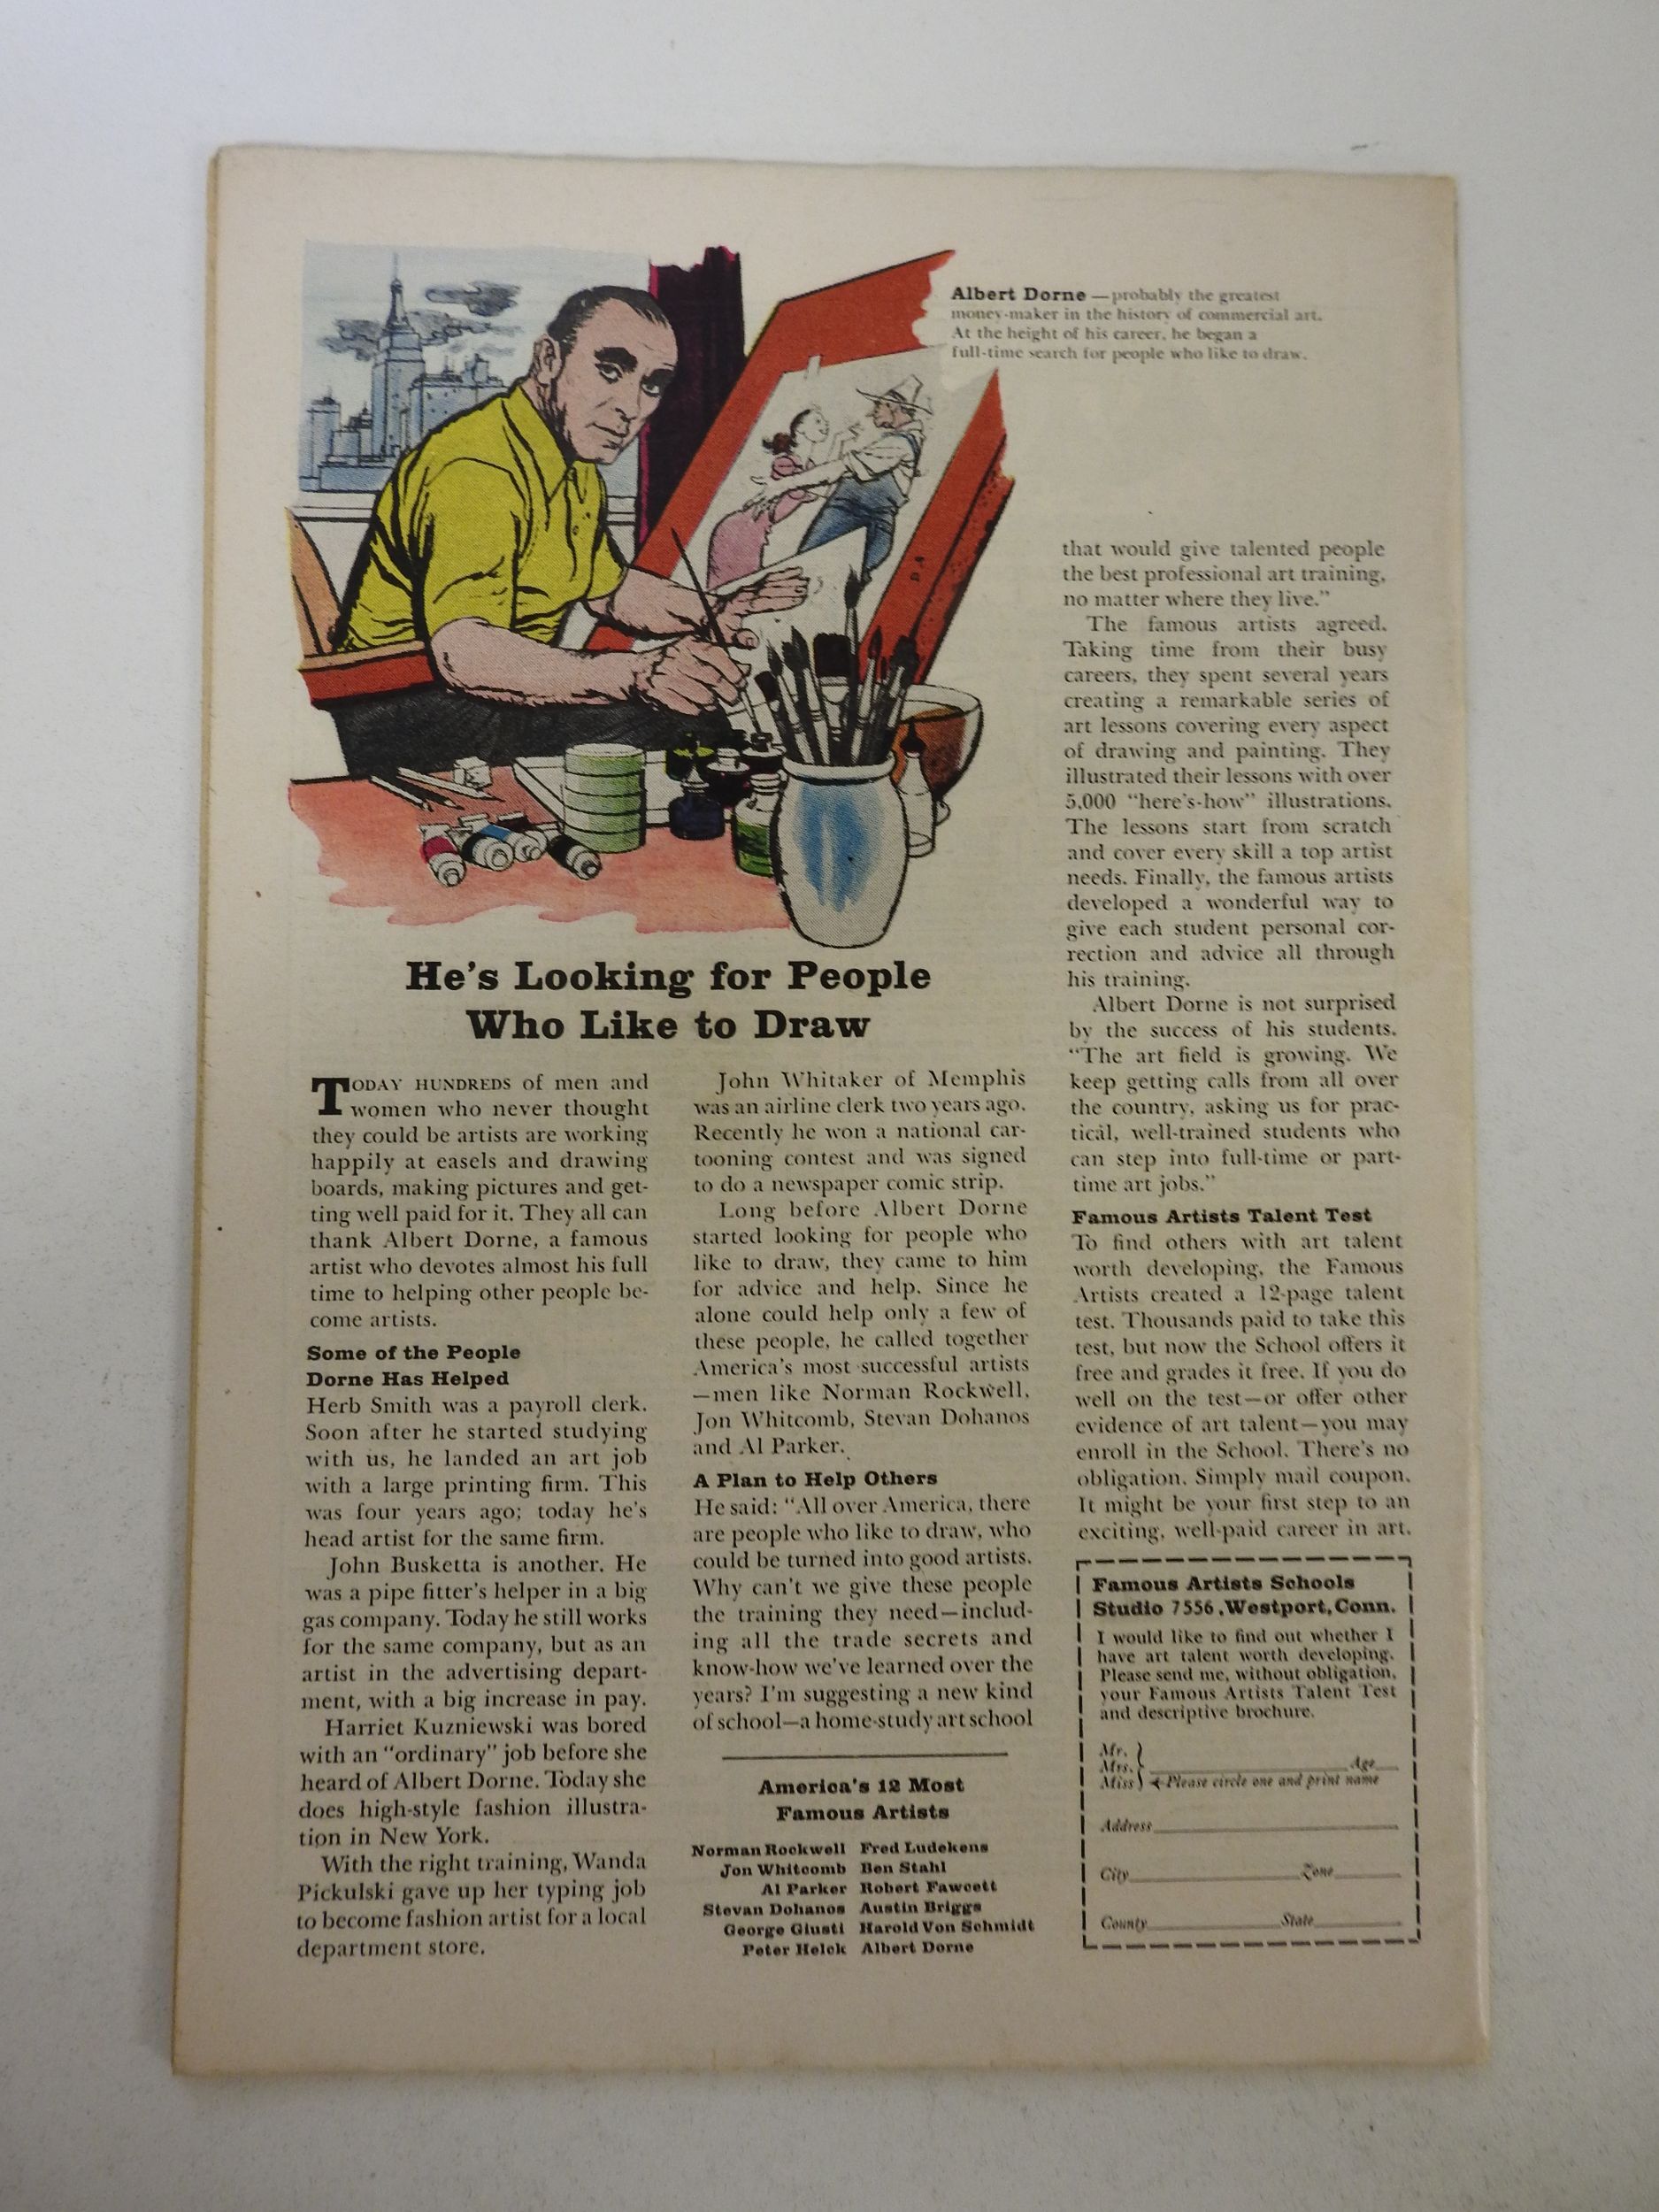 Albert Dorne — probably the greatest
money-maker in the history of commercial art.
At the height of his career, he began a
full-time search for people who like to draw.
D.A
He's Looking for People
Who Like to Draw
TODAY HUNDREDS of men and
women who never thought
they could be artists are working
happily at easels and drawing
boards, making pictures and get-
ting well paid for it. They all can
thank Albert Dorne, a famous
artist who devotes almost his full
time to helping other people be-
come artists.
Some of the People
Dorne Has Helped
Herb Smith was a payroll clerk.
Soon after he started studying
with us, he landed an art job
with a large printing firm. This
was four years ago; today he's
head artist for the same firm.
John Busketta is another. He
was a pipe fitter's helper in a big
gas company. Today he still works
for the same company, but as an
artist in the advertising depart-
ment, with a big increase in pay.
Harriet Kuzniewski was bored
with an "ordinary" job before she
heard of Albert Dorne. Today she
does high-style fashion illustra-
tion in New York.
With the right training, Wanda
Pickulski gave up her typing job
to become fashion artist for a local
department store.
John Whitaker of Memphis
was an airline clerk two years ago.
Recently he won a national car-
tooning contest and was signed
to do a newspaper comic strip.
Long before Albert Dorne
started looking for people who
like to draw, they came to him
for advice and help. Since he
alone could help only a few of
these people, he called together
America's most successful artists
—men like Norman Rockwell,
Jon Whitcomb, Stevan Dohanos
and Al Parker.
A Plan to Help Others
He said: "All over America, there
are people who like to draw, who
could be turned into good artists.
Why can't we give these people
the training they need—includ-
ing all the trade secrets and
know-how we've learned over the
years? I'm suggesting a new kind
of school—a home-study art school
America's 12 Most
Famous Artists
Norman Rockwell Fred Ludekens
Jon Whitcomb Ben Stahl
Al Parker Robert Fawcett
Stevan Dohanos Austin Briggs
George Giusti Harold Von Schmidt
Peter Helck Albert Dorne
that would give talented people
the best professional art training,
no matter where they live."
The famous artists agreed.
Taking time from their busy
careers, they spent several years
creating a remarkable series of
art lessons covering every aspect
of drawing and painting. They
illustrated their lessons with over
5,000 "here's-how" illustrations.
The lessons start from scratch
and cover every skill a top artist
needs. Finally, the famous artists
developed a wonderful way to
give each student personal cor-
rection and advice all through
his training.
Albert Dorne is not surprised
by the success of his students.
"The art field is growing. We
keep getting calls from all over
the country, asking us for prac-
tical, well-trained students who
can step into full-time or part-
time art jobs."
Famous Artists Talent Test
To find others with art talent
worth developing, the Famous
Artists created a 12-page talent
test. Thousands paid to take this
test, but now the School offers it
free and grades it free. If you do
well on the test—or offer other
evidence of art talent—you may
enroll in the School. There's no
obligation. Simply mail coupon.
It might be your first step to an
exciting, well-paid career in art.
Famous Artists Schools
Studio 7556, Westport, Conn.
I would like to find out whether I
have art talent worth developing.
Please send me, without obligation,
your Famous Artists Talent Test
and descriptive brochure.
Mr.
Mrs. Age
Miss Please circle one and print name
Address
City Zone
County State